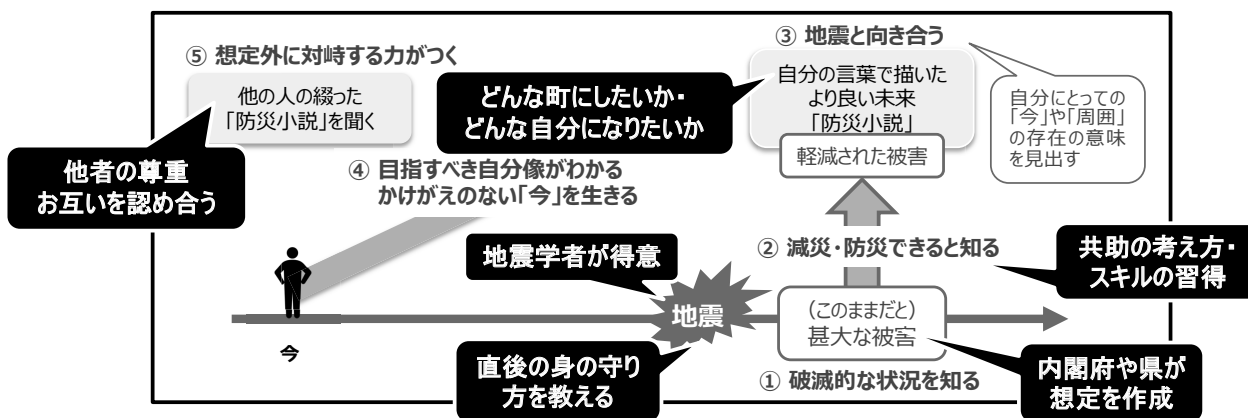 ⑤ 想定外に対峙する力がつく
他の人の綴った
「防災小説」を聞く
他者の尊重
お互いを認め合う
どんな町にしたいか・
どんな自分になりたいか
③ 地震と向き合う
自分の言葉で描いた
より良い未来
「防災小説」
軽減された被害
自分にとっての
「今」や「周囲」
の存在の意味
を見出す
④ 目指すべき自分像がわかる
かけがえのない「今」を生きる
地震学者が得意
② 減災・防災できると知る
共助の考え方・
スキルの習得
地震
(このままだと)
甚大な被害
今
直後の身の守り
方を教える
① 破滅的な状況を知る
内閣府や県が
想定を作成